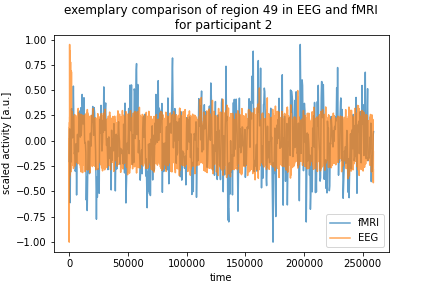 exemplary comparison of region 49 in EEG and fMRI
for participant 2
scaled activity [a.u.]
1.00
0.75
0.50
0.25
0.00
−0.25
−0.50
−0.75
−1.00
fMRI
EEG
0
50000
100000
150000
200000
250000
time